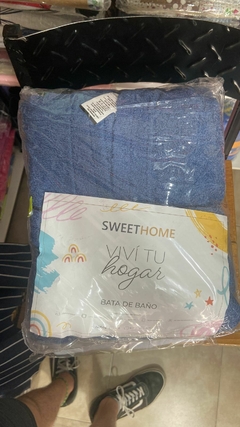 SWEETHOME
VIVÍ TU
hogar
BATA DE BAÑO